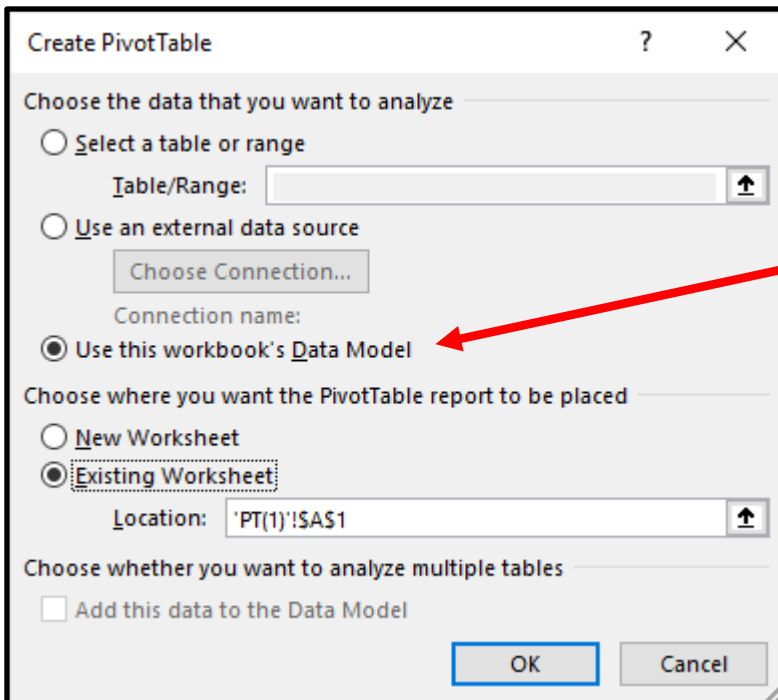 Create PivotTable ?
Choose the data that you want to analyze
Select a table or range
Table/Range:
Use an external data source
Choose Connection...
Connection name:
Use this workbook's Data Model
Choose where you want the PivotTable report to be placed
New Worksheet
Existing Worksheet
Location: 'PT(1)'!$A$1
Choose whether you want to analyze multiple tables
Add this data to the Data Model
OK Cancel